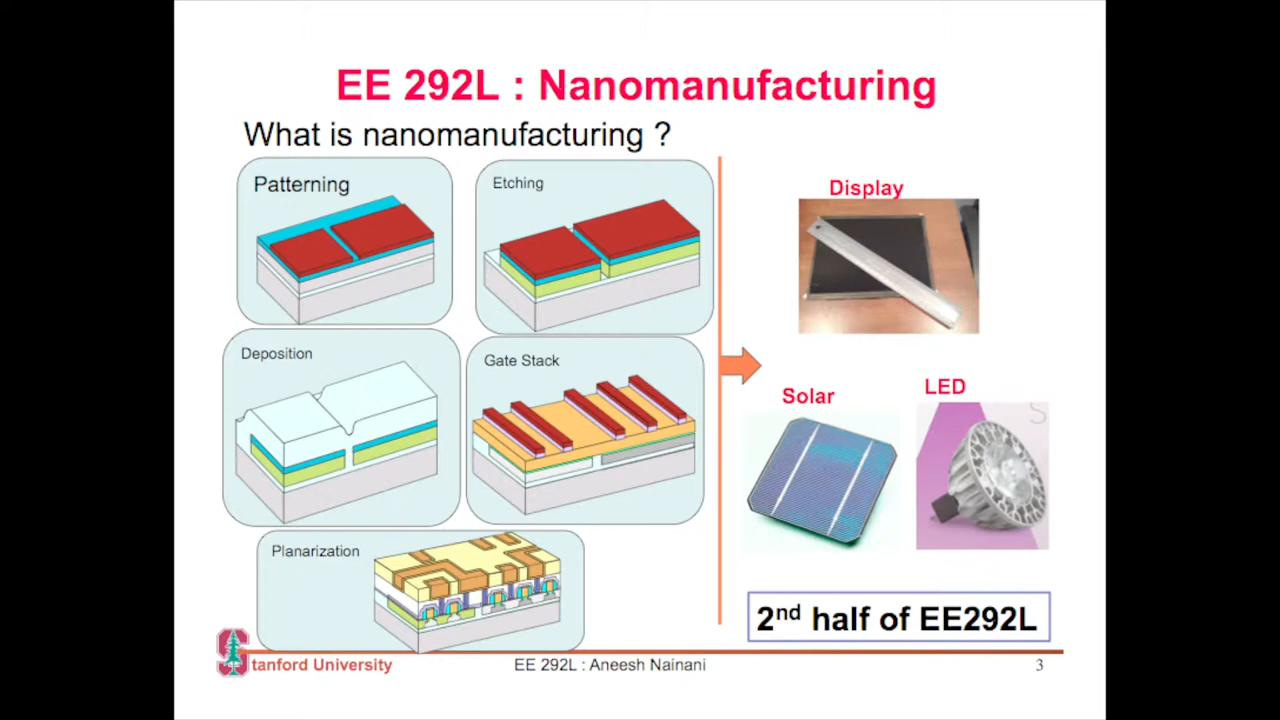 EE 292L : Nanomanufacturing
What is nanomanufacturing ?
Patterning
Etching
Deposition
Gate Stack
Planarization
Display
Solar
LED
S
2nd half of EE292L
Stanford University
EE 292L : Aneesh Nainani
3